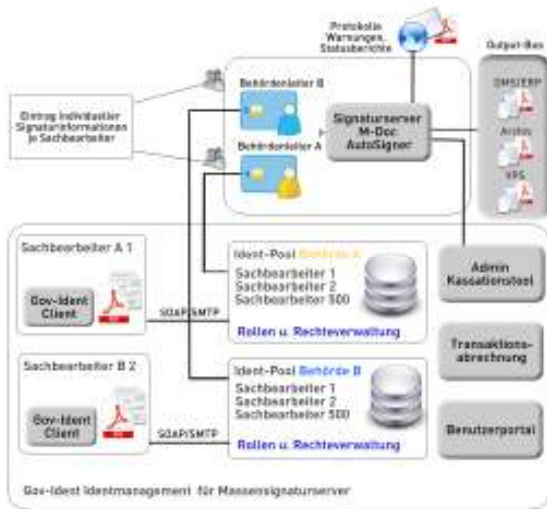 Protokolle
Warnungen,
Statusberichte
Output-Bus
DMS/ERP
Archiv
VPS
Behördenleiter B
Behördenleiter A
Eintrag individueller
Signaturinformationen
je Sachbearbeiter
Signaturserver
M-Doc
AutoSigner
Sachbearbeiter A 1
Gov-Ident
Client
SOAP/SMTP
Ident-Pool Behörde A
Sachbearbeiter 1
Sachbearbeiter 2
Sachbearbeiter 500
Rollen u. Rechteverwaltung
Admin
Kassationstool
Transaktions-
abrechnung
Sachbearbeiter B 2
Gov-Ident
Client
SOAP/SMTP
Ident-Pool Behörde B
Sachbearbeiter 1
Sachbearbeiter 2
Sachbearbeiter 500
Rollen u. Rechteverwaltung
Benutzerportal
Gov-Ident Identmanagement für Massensignaturserver